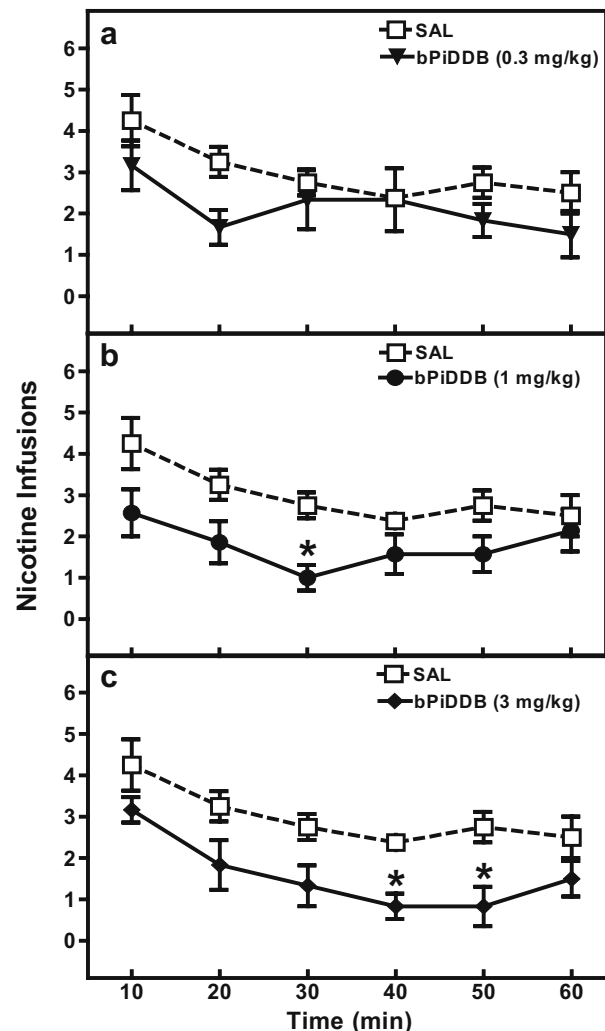 a
SAL
bPiDDB (0.3 mg/kg)
6
5
4
3
2
1
0
b
SAL
bPiDDB (1 mg/kg)
6
5
4
3
2
1
0
*
Nicotine Infusions
c
SAL
bPiDDB (3 mg/kg)
6
5
4
3
2
1
0
* *
10 20 30 40 50 60
Time (min)